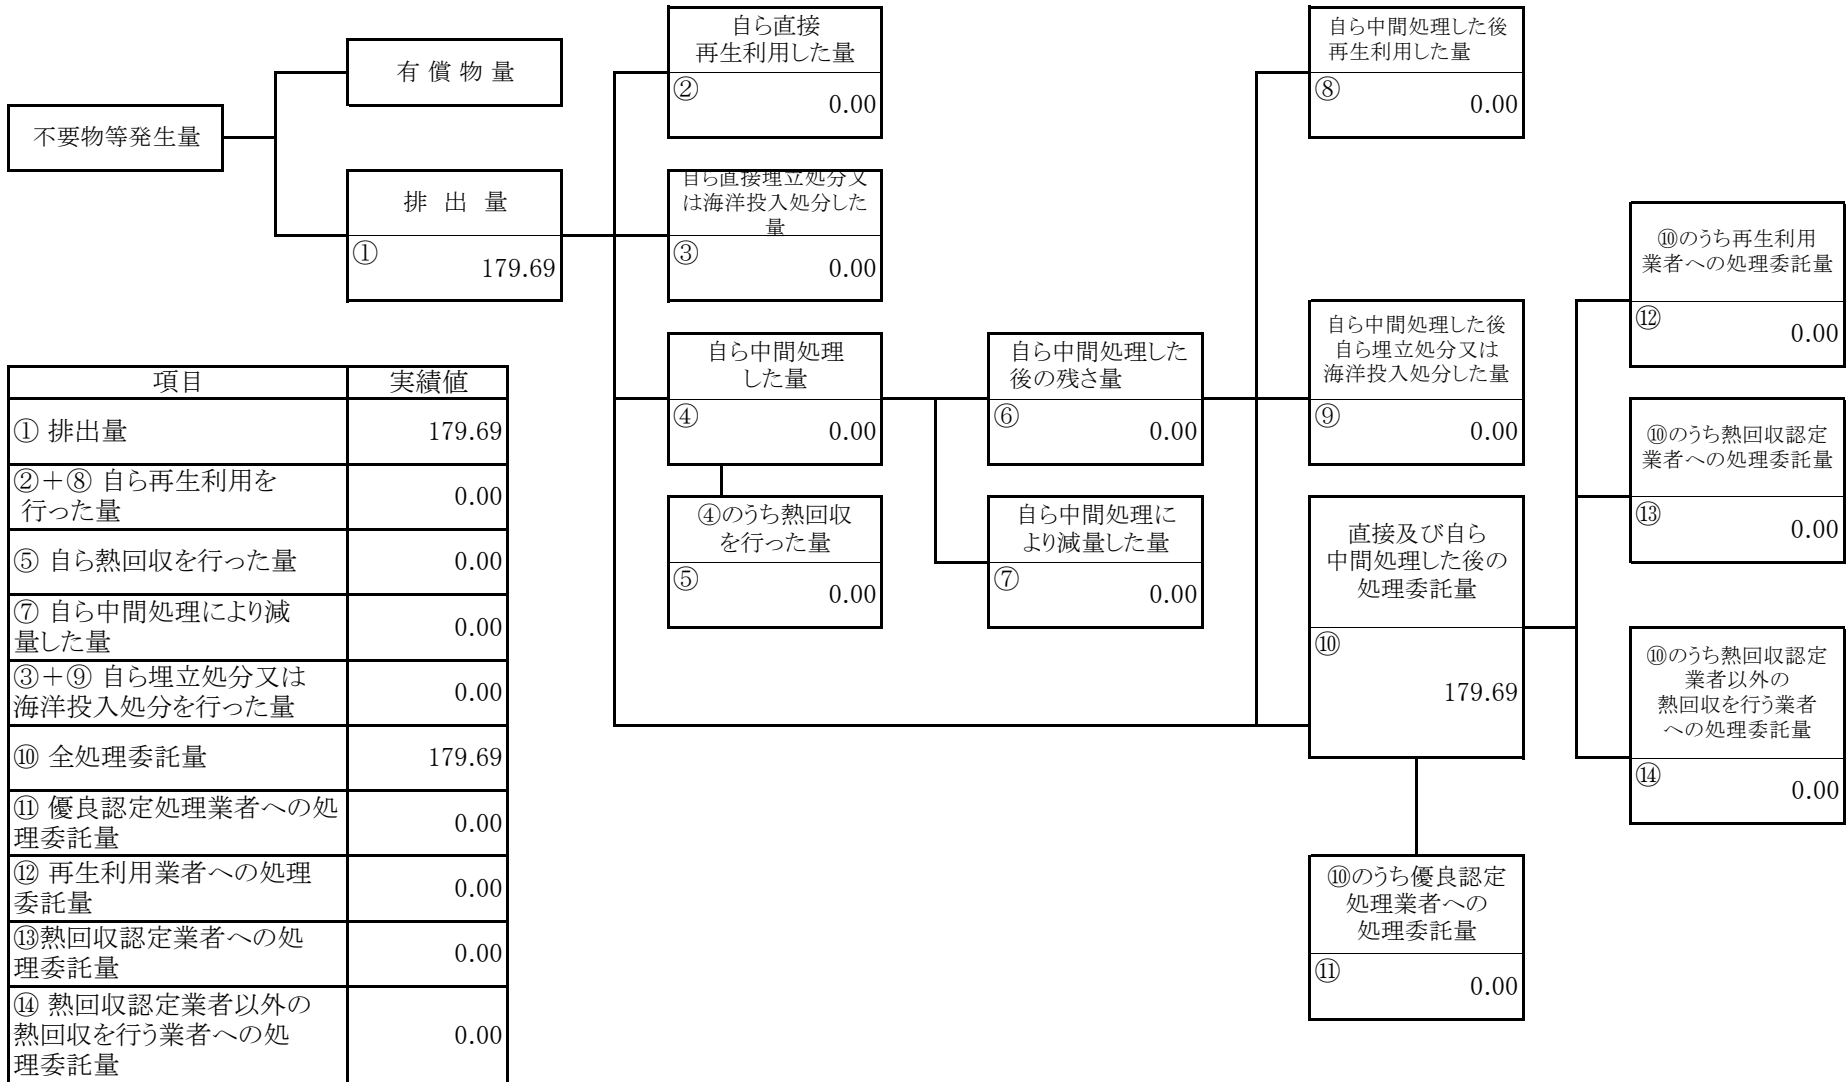 自ら直接
再生利用した量
②
0.00
自ら中間処理した後
再生利用した量
⑧
0.00
有 償 物 量
不要物等発生量
排 出 量
①
179.69
自ら直接埋立処分又
は海洋投入処分した
量
③
0.00
⑩のうち再生利用
業者への処理委託量
⑫
0.00
自ら中間処理
した量
④
0.00
自ら中間処理した
後の残さ量
⑥
0.00
自ら中間処理した後
自ら埋立処分又は
海洋投入処分した量
⑨
0.00
⑩のうち熱回収認定
業者への処理委託量
⑬
0.00
④のうち熱回収
を行った量
⑤
0.00
自ら中間処理に
より減量した量
⑦
0.00
直接及び自ら
中間処理した後の
処理委託量
⑩
179.69
⑩のうち熱回収認定
業者以外の
熱回収を行う業者
への処理委託量
⑭
0.00
⑩のうち優良認定
処理業者への
処理委託量
⑪
0.00
項目 実績値
① 排出量 179.69
②＋⑧ 自ら再生利用を
行った量 0.00
⑤ 自ら熱回収を行った量 0.00
⑦ 自ら中間処理により減
量した量 0.00
③＋⑨ 自ら埋立処分又は
海洋投入処分を行った量 0.00
⑩ 全処理委託量 179.69
⑪ 優良認定処理業者への処
理委託量 0.00
⑫ 再生利用業者への処理
委託量 0.00
⑬熱回収認定業者への処
理委託量 0.00
⑭ 熱回収認定業者以外の
熱回収を行う業者への処
理委託量 0.00